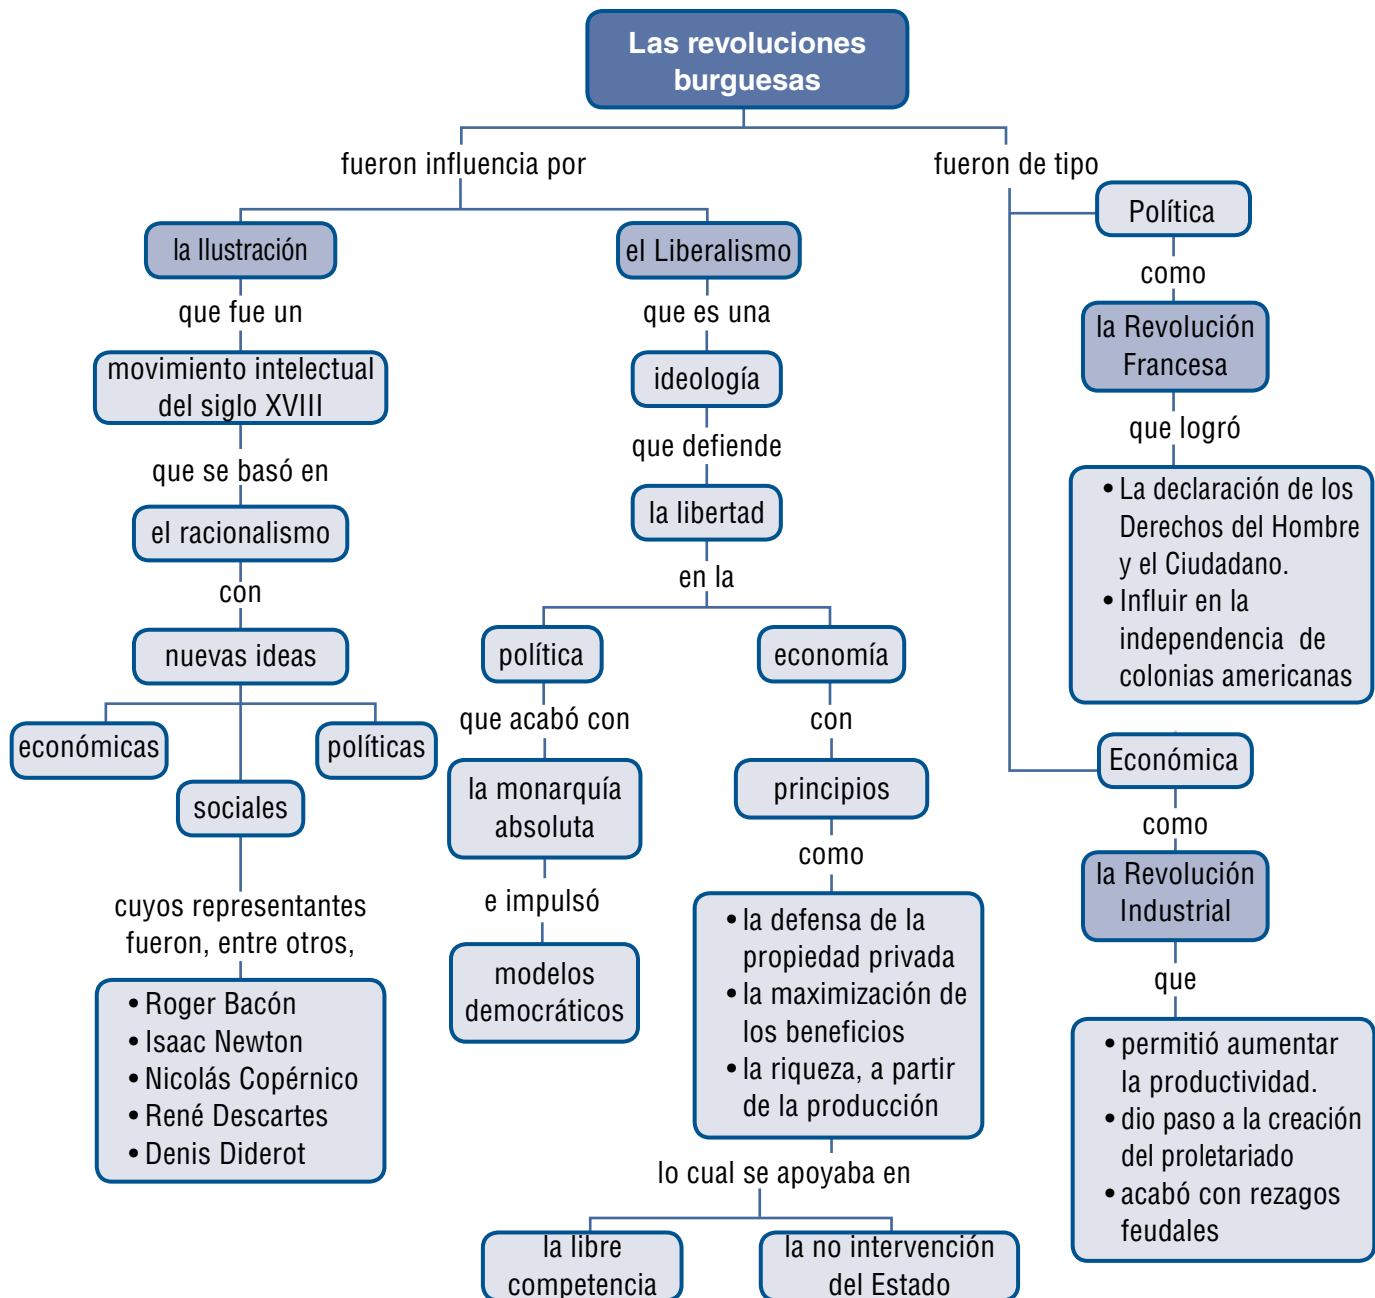 Las revoluciones
burguesas
fueron influencia por
fueron de tipo
la Ilustración
que fue un
movimiento intelectual
del siglo XVIII
que se basó en
el racionalismo
con
nuevas ideas
económicas
políticas
sociales
cuyos representantes
fueron, entre otros,
• Roger Bacón
• Isaac Newton
• Nicolás Copérnico
• René Descartes
• Denis Diderot
el Liberalismo
que es una
ideología
que defiende
la libertad
en la
política
que acabó con
la monarquía
absoluta
e impulsó
modelos
democráticos
economía
con
principios
como
• la defensa de la
propiedad privada
• la maximización de
los beneficios
• la riqueza, a partir
de la producción
lo cual se apoyaba en
la libre
competencia
la no intervención
del Estado
Política
como
la Revolución
Francesa
que logró
• La declaración de los
Derechos del Hombre
y el Ciudadano.
• Influir en la
independencia de
colonias americanas
Económica
como
la Revolución
Industrial
que
• permitió aumentar
la productividad.
• dio paso a la creación
del proletariado
• acabó con rezagos
feudales